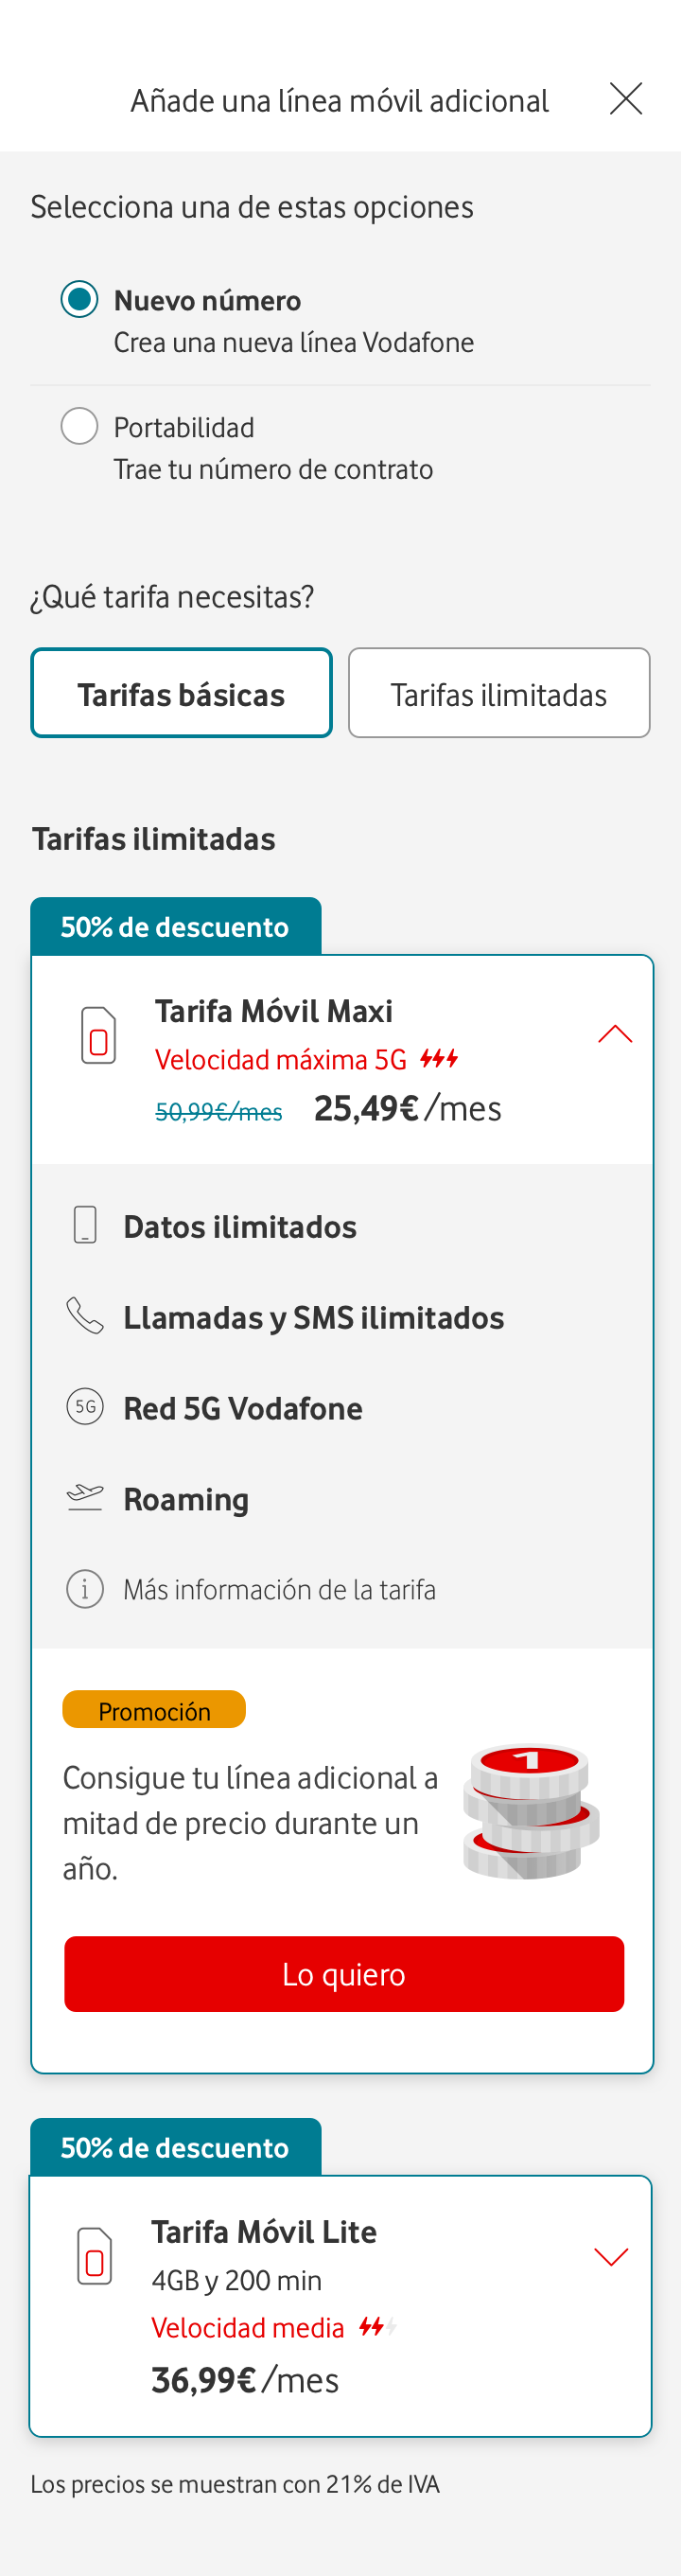 Añade una línea móvil adicional
Selecciona una de estas opciones
Nuevo número
Crea una nueva línea Vodafone
Portabilidad
Trae tu número de contrato
¿Qué tarifa necesitas?
Tarifas básicas
Tarifas ilimitadas
Tarifas ilimitadas
50% de descuento
Tarifa Móvil Maxi
Velocidad máxima 5G
50,99€/mes 25,49€/mes
Datos ilimitados
Llamadas y SMS ilimitados
5G Red 5G Vodafone
Roaming
i Más información de la tarifa
Promoción
Consigue tu línea adicional a
mitad de precio durante un
año.
1
Lo quiero
50% de descuento
Tarifa Móvil Lite
4GB y 200 min
Velocidad media
36,99€/mes
Los precios se muestran con 21% de IVA